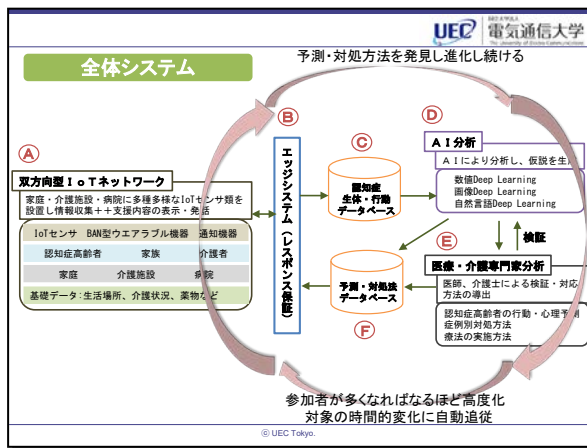 UEC
国立大学法人
電気通信大学
The University of Electro-Communications
全体システム
予測・対処方法を発見し進化し続ける
Ⓐ
双方向型IoTネットワーク
家庭・介護施設・病院に多種多様なIoTセンサ類を
設置し情報収集++支援内容の表示・発話
IoTセンサ BAN型ウエアラブル機器 通知機器
認知症高齢者 家族 介護者
家庭 介護施設 病院
基礎データ:生活場所、介護状況、薬物など
Ⓑ
エッジシステム(レスポンス保証)
Ⓒ
認知症
生体・行動
データベース
Ⓓ
AI分析
AIにより分析し、仮説を生成
数値Deep Learning
画像Deep Learning
自然言語Deep Learning
検証
Ⓔ
医療・介護専門家分析
医師、介護士による検証・対応
方法の導出
認知症高齢者の行動・心理予測
症例別対処方法
療法の実施方法
予測・対処法
データベース
Ⓕ
参加者が多くなればなるほど高度化
対象の時間的変化に自動追従
© UEC Tokyo.